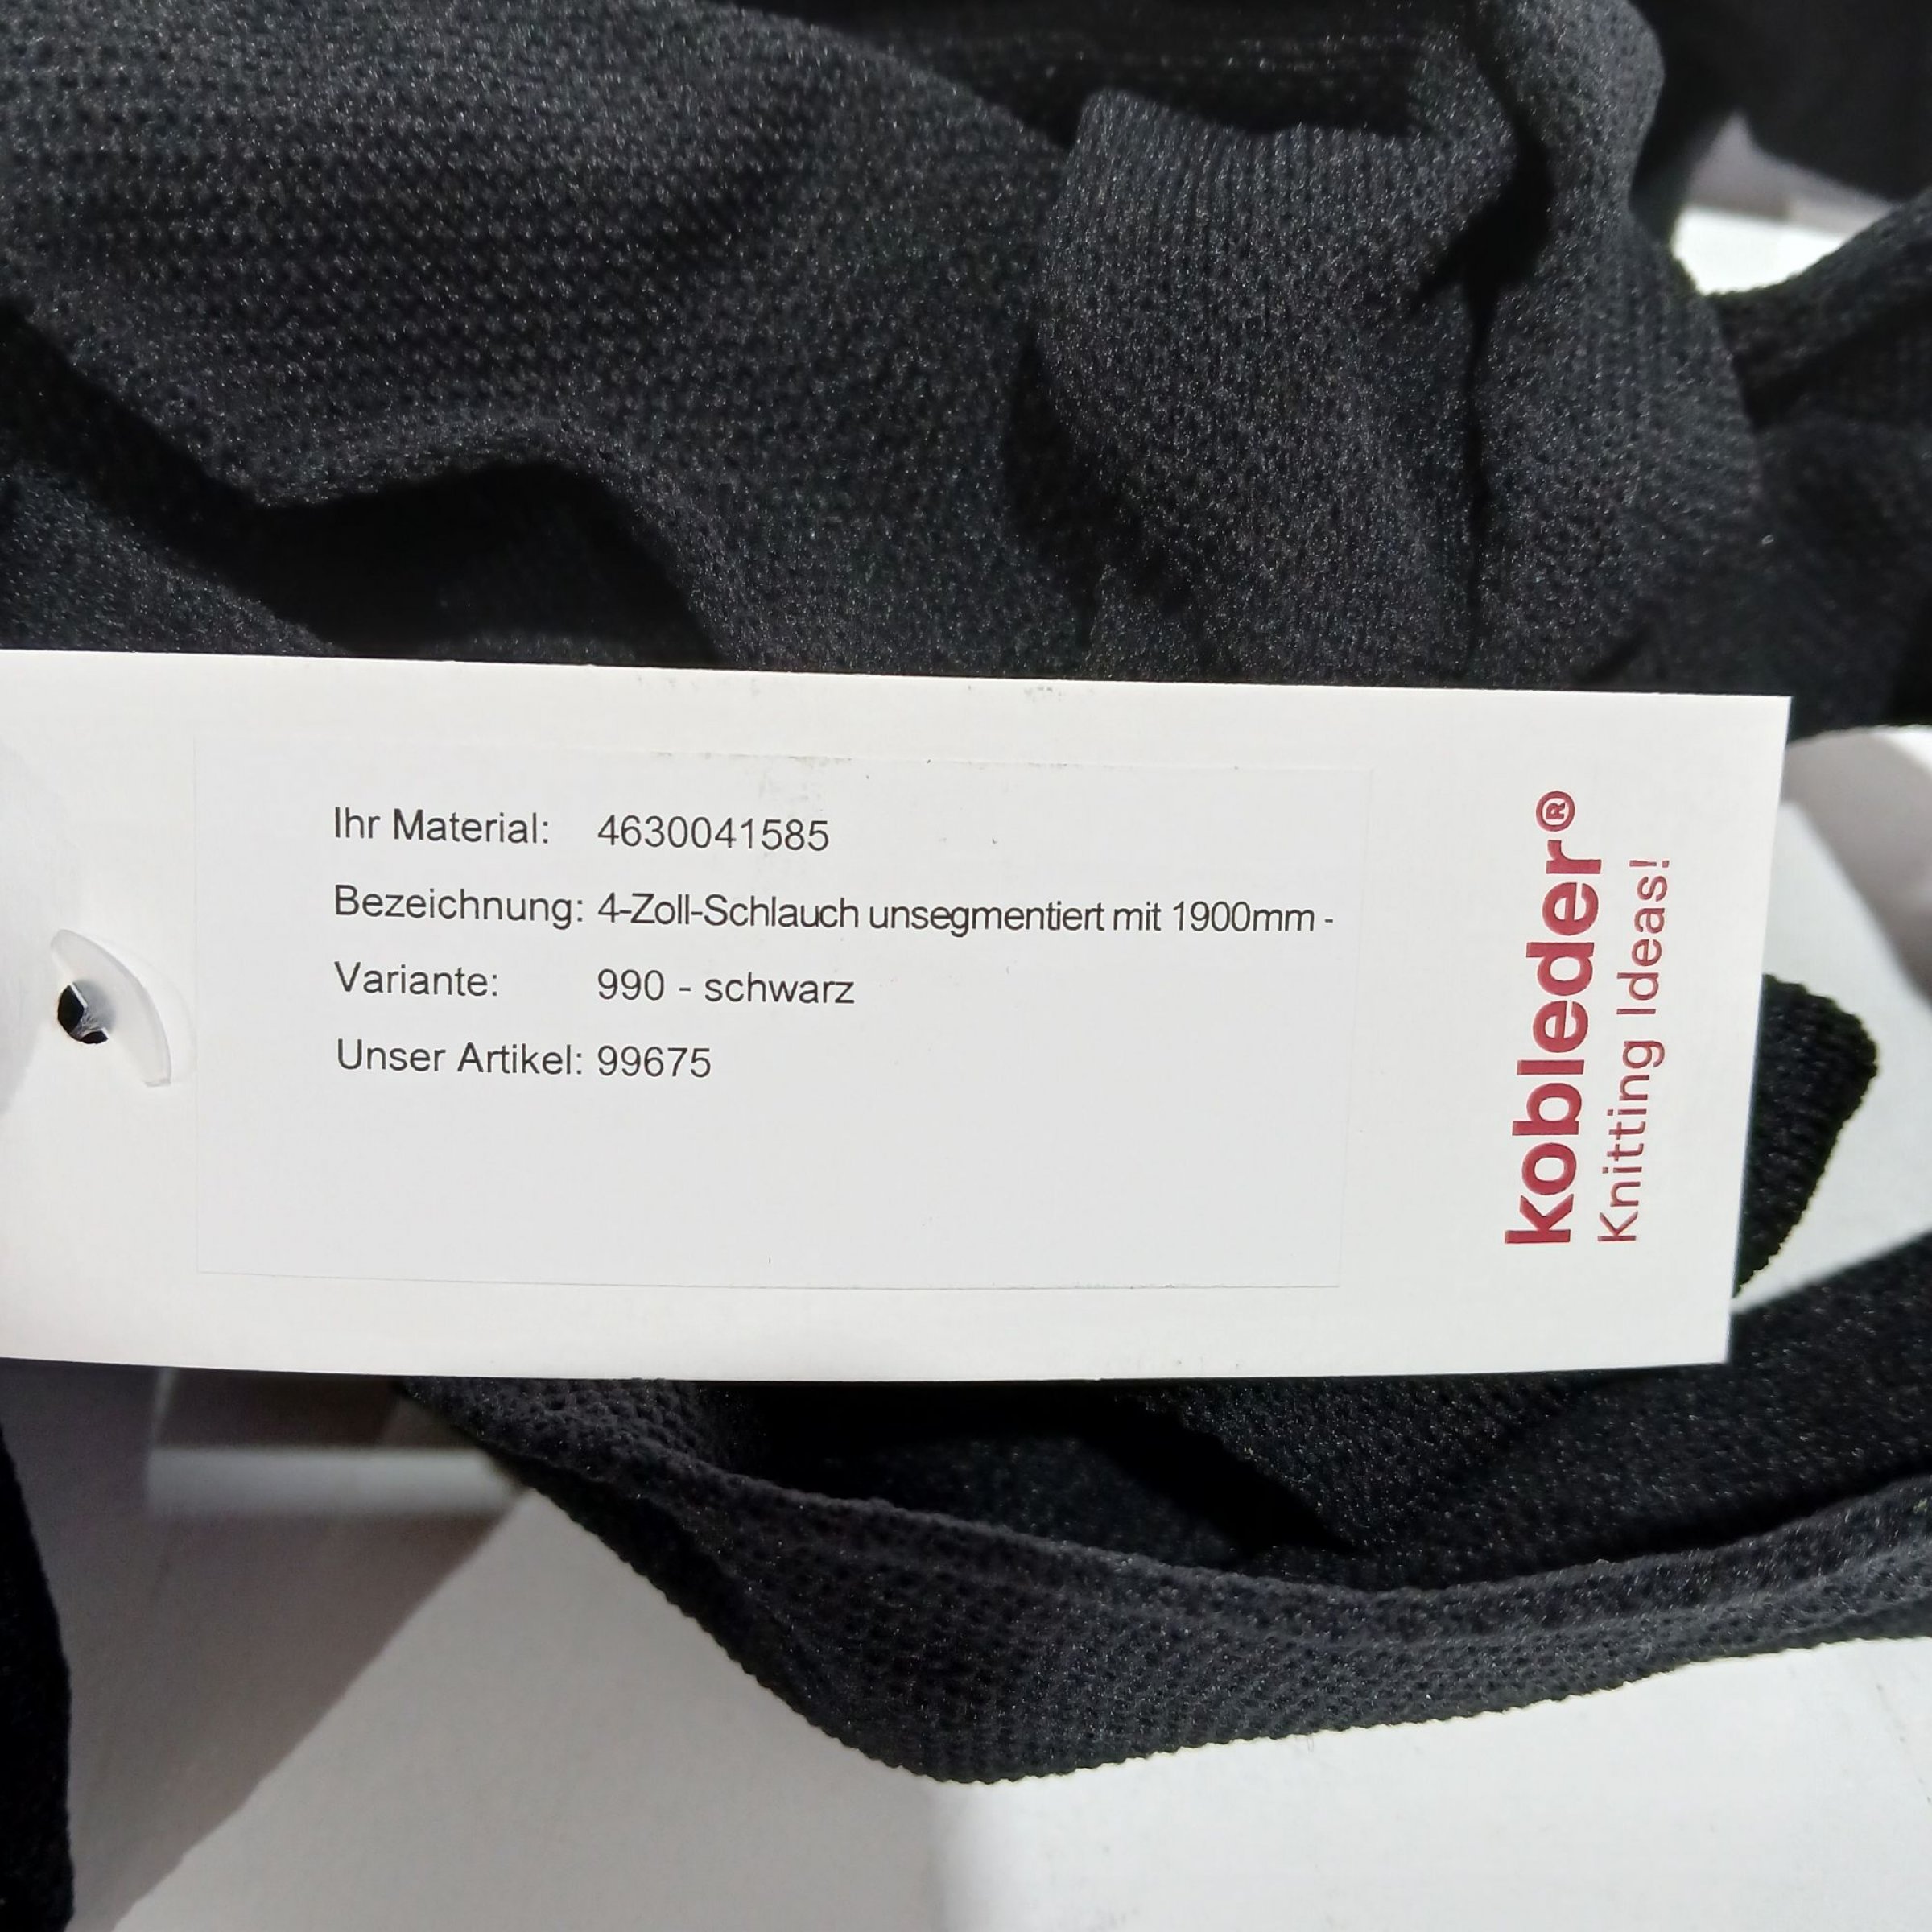 Ihr Material: 4630041585
Bezeichnung: 4-Zoll-Schlauch unsegmentiert mit 1900mm -
Variante: 990 - schwarz
Unser Artikel: 99675
kobleder®
Knitting Ideas!